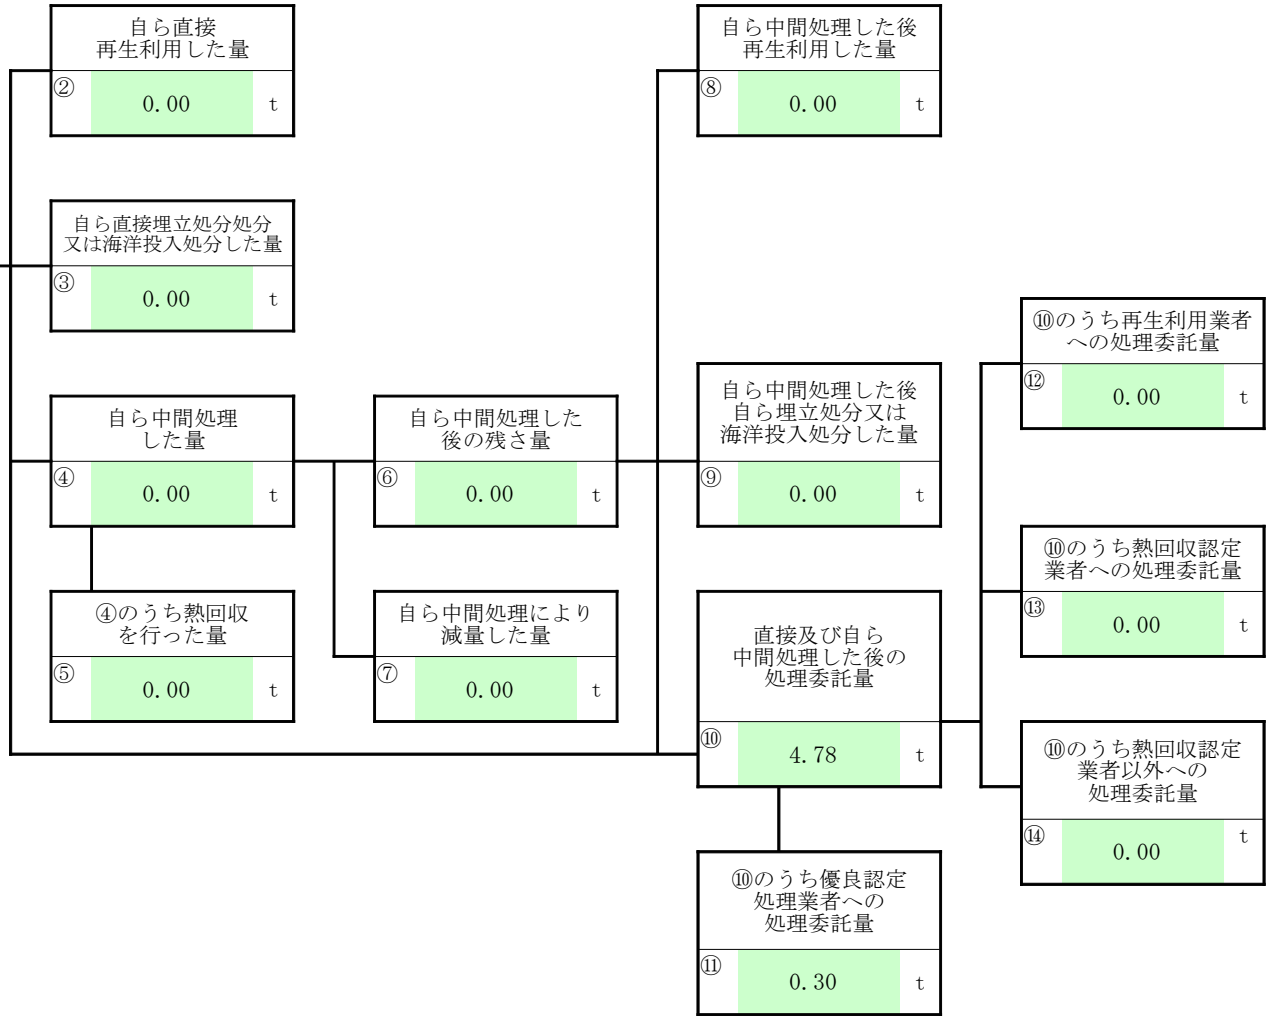 自ら直接
再生利用した量
②
0.00
t
自ら中間処理した後
再生利用した量
⑧
0.00
t
自ら直接埋立処分処分
又は海洋投入処分した量
③
0.00
t
⑩のうち再生利用業者
への処理委託量
⑫
0.00
t
自ら中間処理
した量
④
0.00
t
自ら中間処理した
後の残さ量
⑥
0.00
t
自ら中間処理した後
自ら埋立処分又は
海洋投入処分した量
⑨
0.00
t
⑩のうち熱回収認定
業者への処理委託量
⑬
0.00
t
④のうち熱回収
を行った量
⑤
0.00
t
自ら中間処理により
減量した量
⑦
0.00
t
直接及び自ら
中間処理した後の
処理委託量
⑩
4.78
t
⑩のうち熱回収認定
業者以外への
処理委託量
⑭
0.00
t
⑩のうち優良認定
処理業者への
処理委託量
⑪
0.30
t